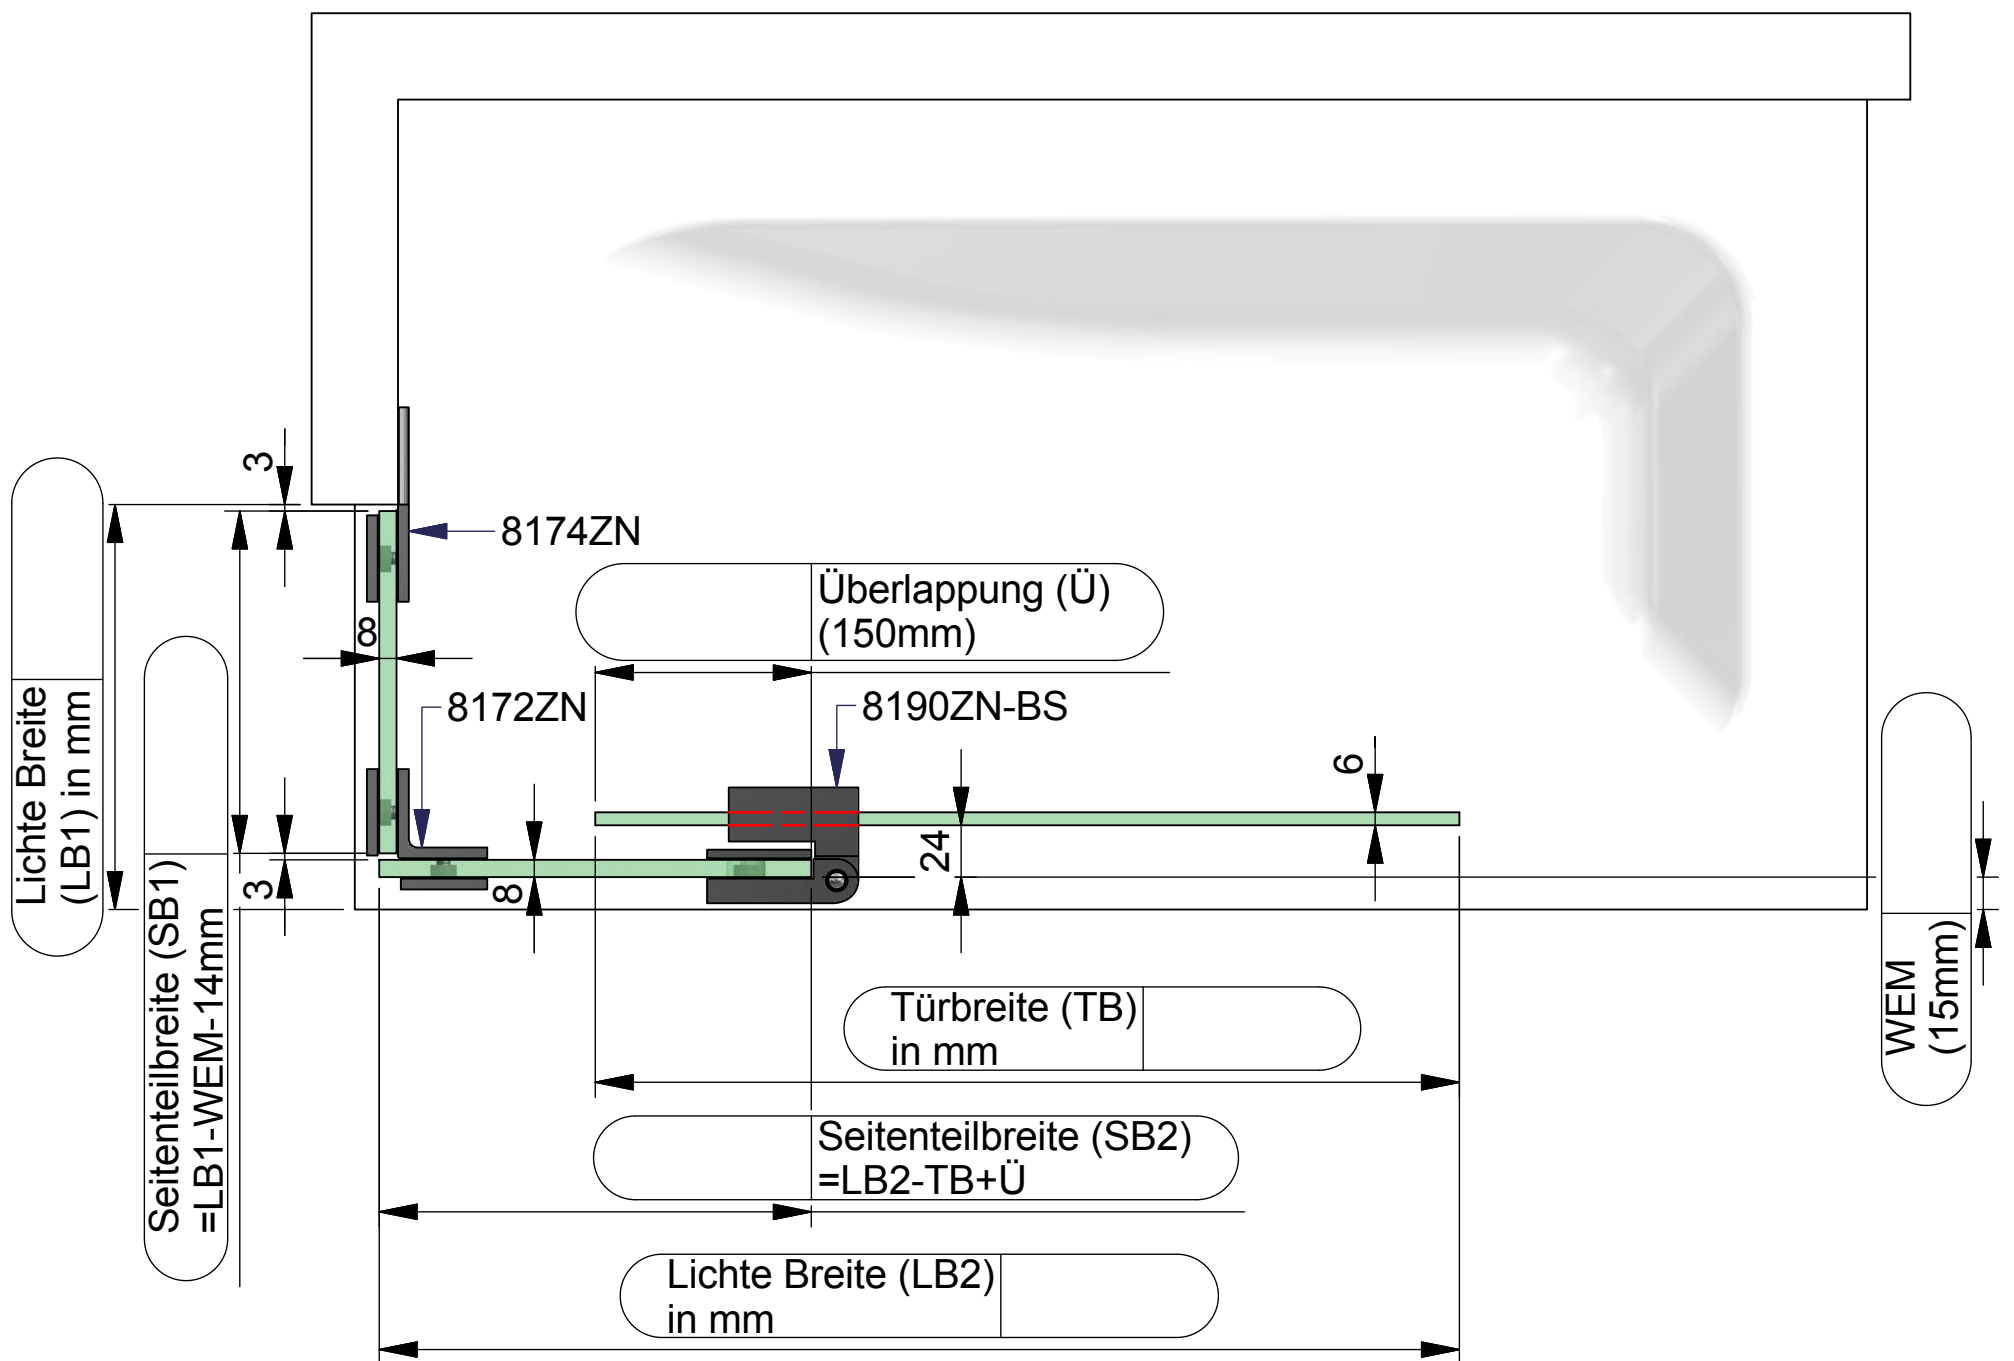 3
8174ZN
Überlappung (Ü)
(150mm)
8
8172ZN
8190ZN-BS
6
24
3
8
Lichte Breite
(LB1) in mm
Seitenteilbreite (SB1)
=LB1-WEM-14mm
WEM
(15mm)
Türbreite (TB)
in mm
Seitenteilbreite (SB2)
=LB2-TB+Ü
Lichte Breite (LB2)
in mm